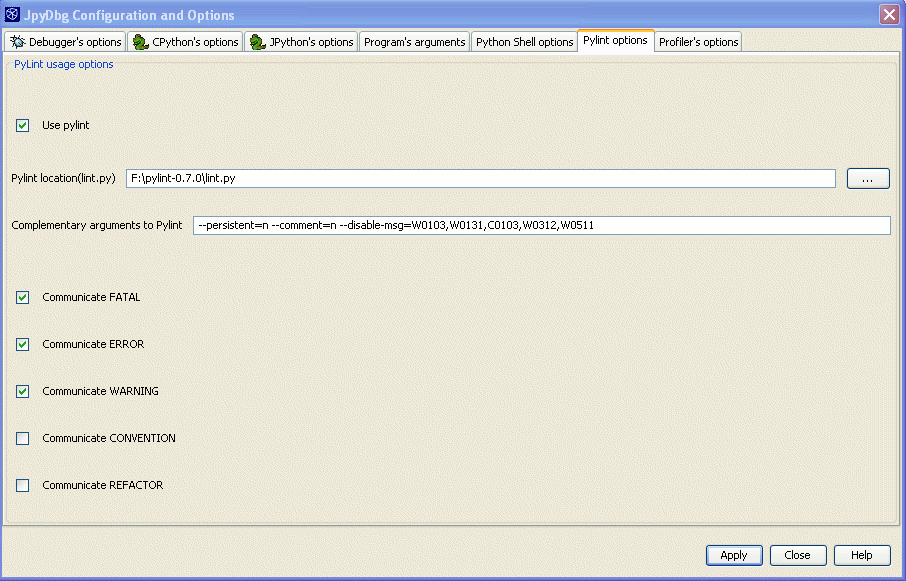 JpyDbg Configuration and Options
Debugger's options CPython's options JPython's options Program's arguments Python Shell options Pylint options Profiler's options
PyLint usage options
Use pylint
Pylint location(lint.py) F:\pylint-0.7.0\lint.py ...
Complementary arguments to Pylint --persistent=n --comment=n --disable-msg=W0103,W0131,C0103,W0312,W0511
Communicate FATAL
Communicate ERROR
Communicate WARNING
Communicate CONVENTION
Communicate REFACTOR
Apply Close Help